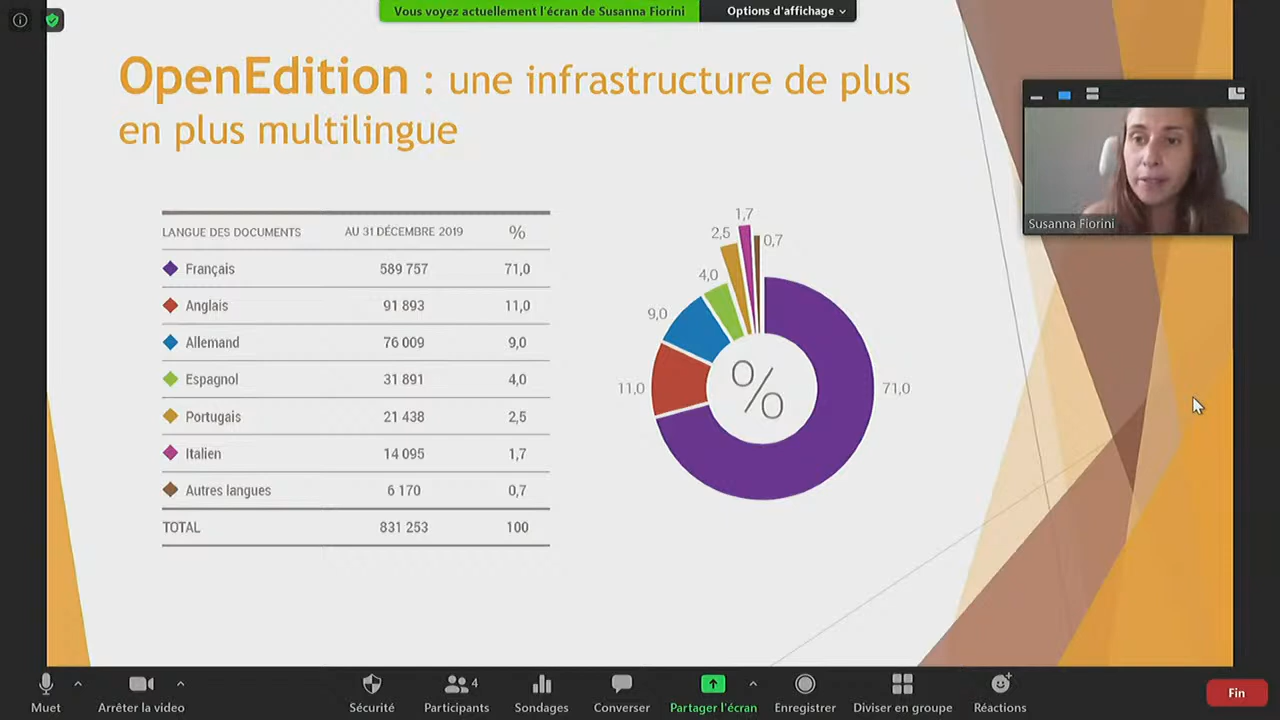 Vous voyez actuellement l'écran de Susanna Fiorini
Options d'affichage
OpenEdition : une infrastructure de plus
en plus multilingue
Susanna Fiorini
LANGUE DES DOCUMENTS AU 31 DÉCEMBRE 2019 %
Français 589 757 71,0
Anglais 91 893 11,0
Allemand 76 009 9,0
Espagnol 31 891 4,0
Portugais 21 438 2,5
Italien 14 095 1,7
Autres langues 6 170 0,7
TOTAL 831 253 100
1,7
2,5
0,7
4,0
9,0
11,0
%
71,0
Muet
Arrêter la video
Sécurité
4
Participants
Sondages
Converser
Partager l'écran
Enregistrer
Diviser en groupe
Réactions
Fin